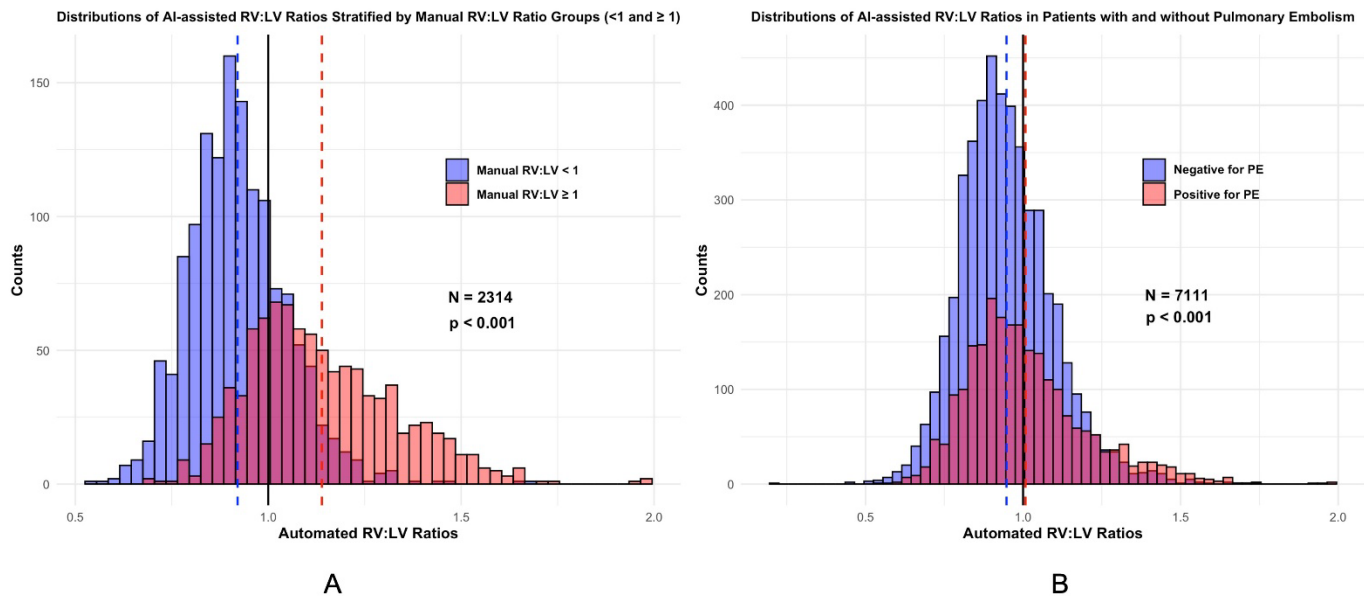 Distributions of AI-assisted RV:LV Ratios Stratified by Manual RV:LV Ratio Groups (<1 and ≥ 1)
150
100
50
0
Counts
Manual RV:LV < 1
Manual RV:LV ≥ 1
N = 2314
p < 0.001
0.5
1.0
1.5
2.0
Automated RV:LV Ratios
A
Distributions of AI-assisted RV:LV Ratios in Patients with and without Pulmonary Embolism
400
300
200
100
0
Counts
Negative for PE
Positive for PE
N = 7111
p < 0.001
0.5
1.0
1.5
2.0
Automated RV:LV Ratios
B